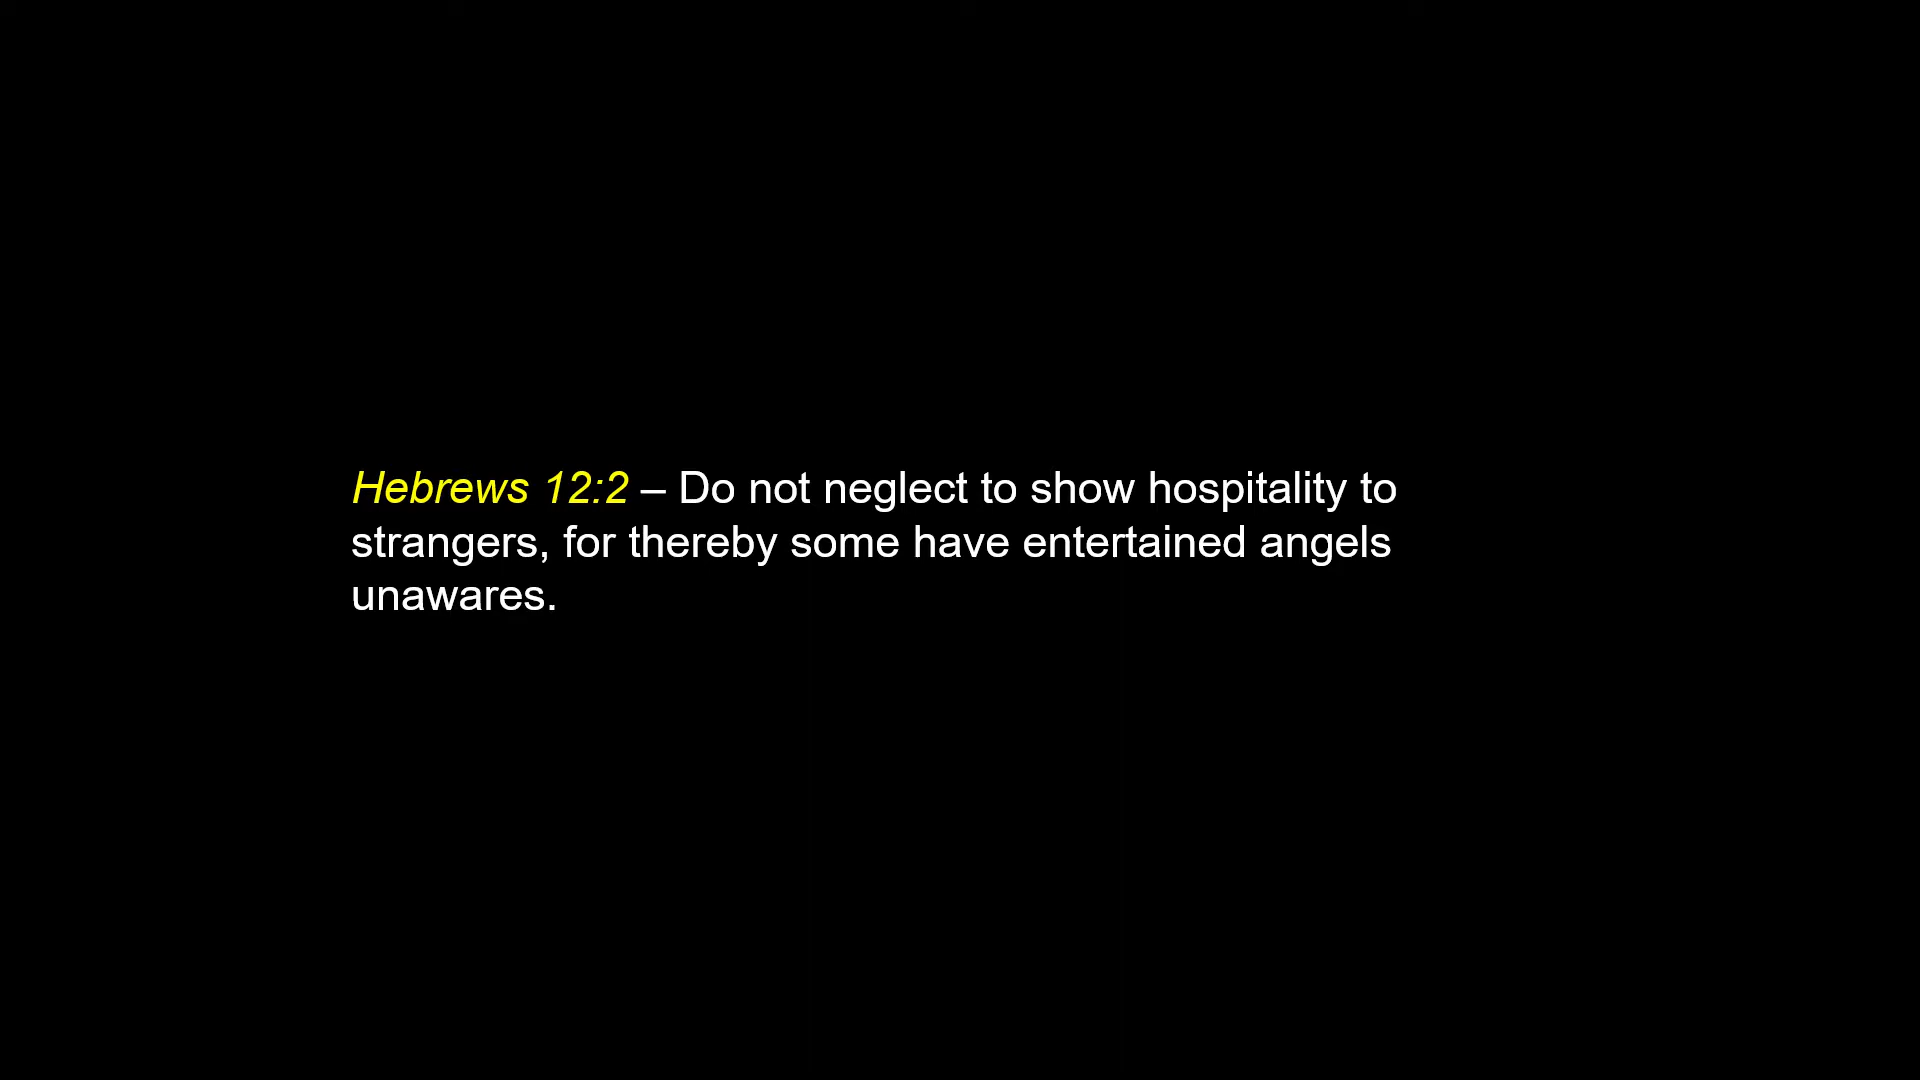 Hebrews 12:2 – Do not neglect to show hospitality to
strangers, for thereby some have entertained angels
unawares.